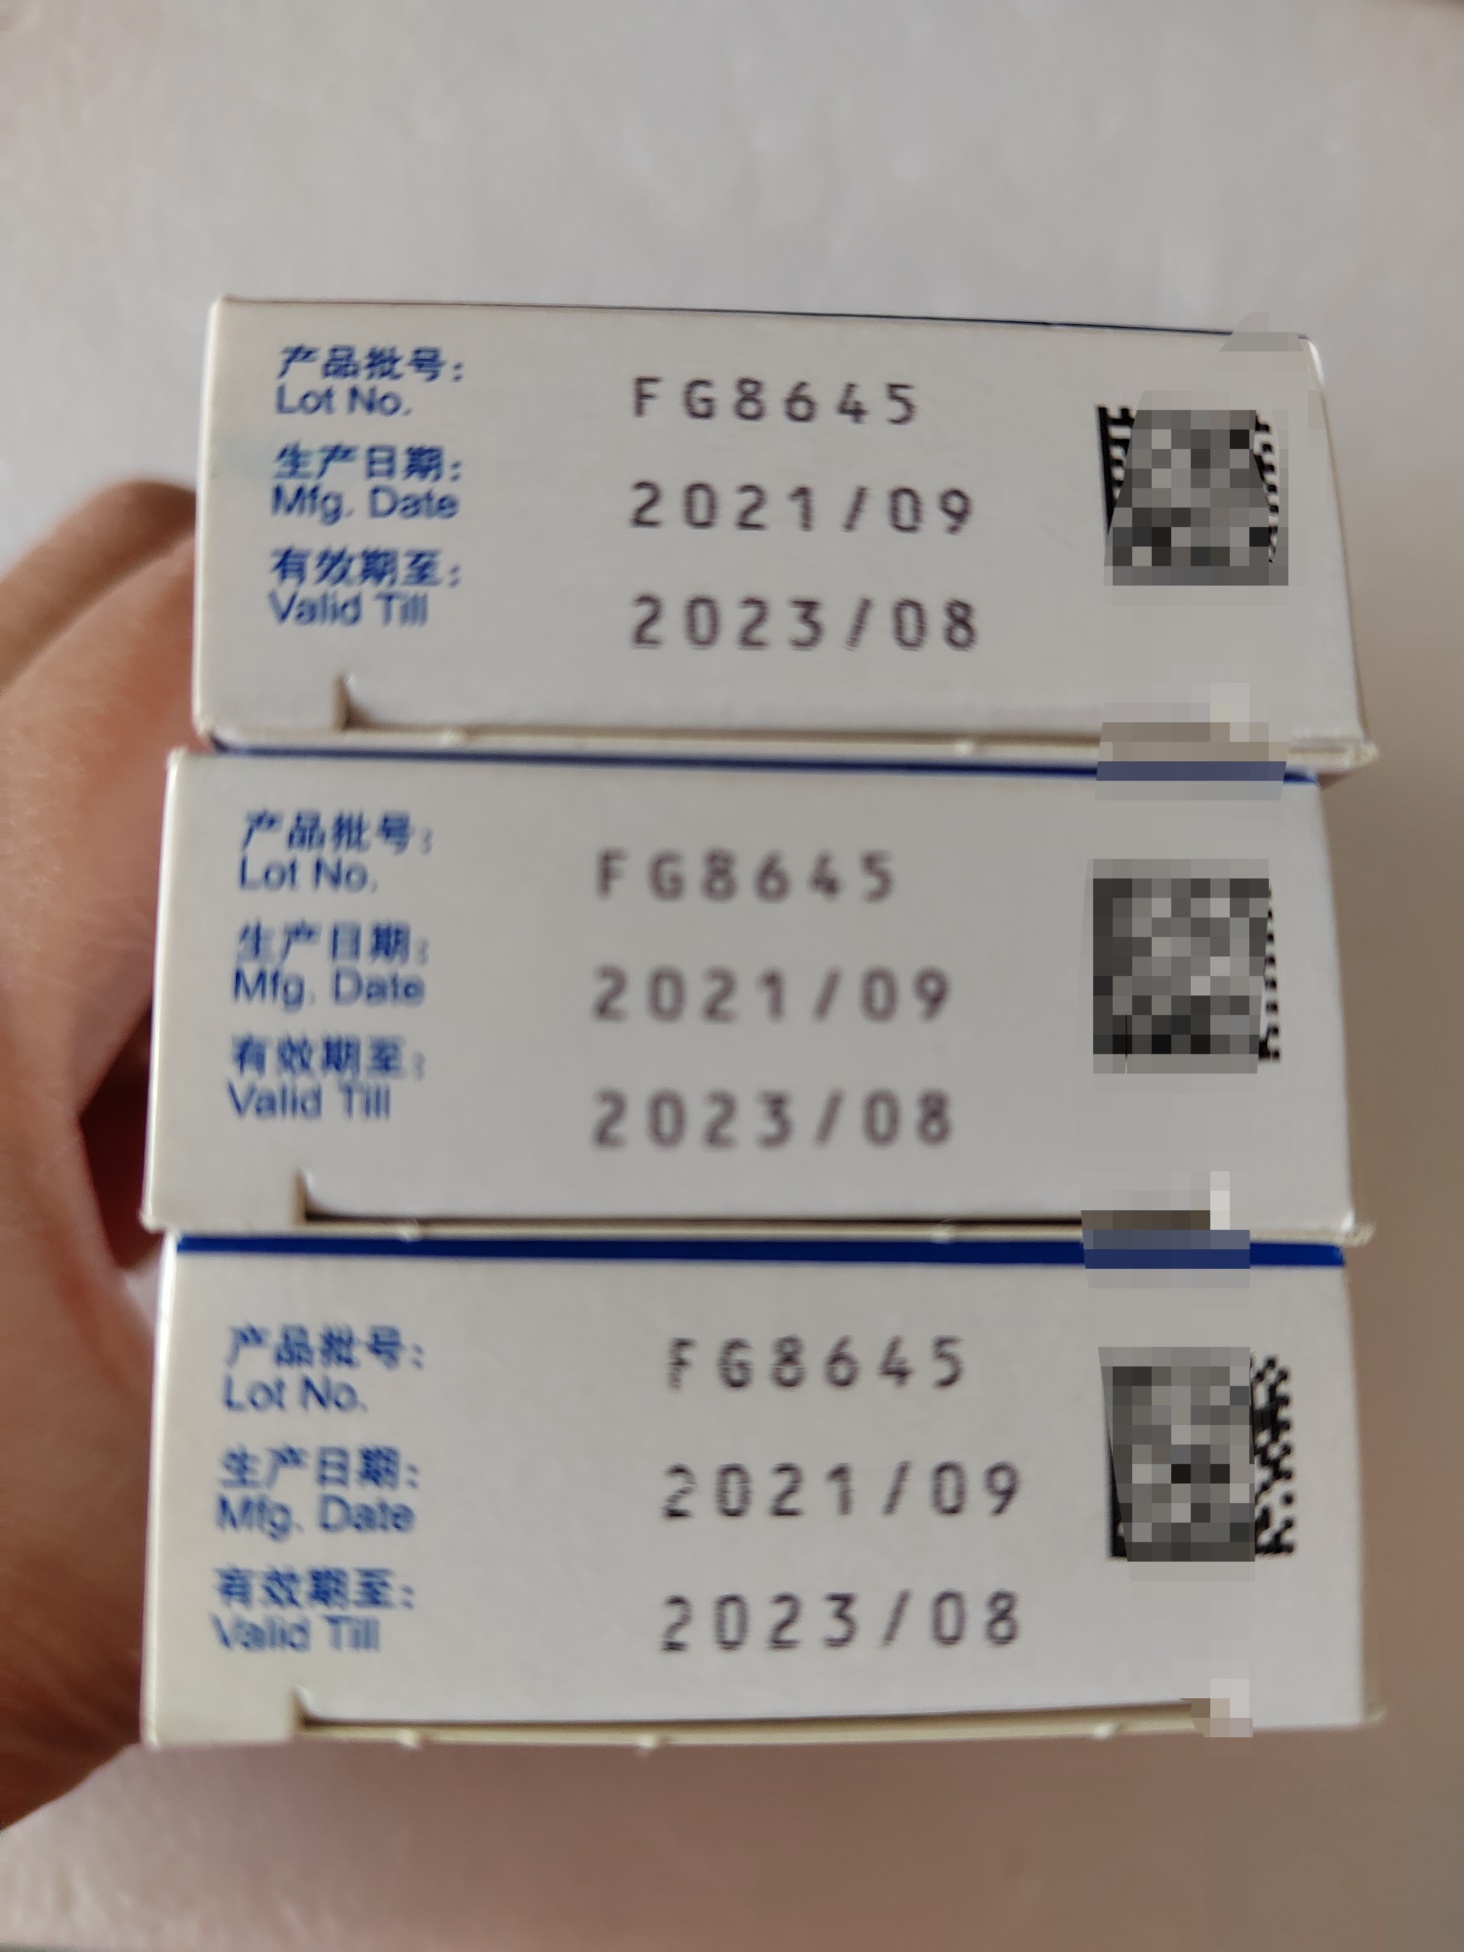 产品批号:
Lot No.
FG8645
生产日期:
Mfg. Date
2021/09
有效期至:
Valid Till
2023/08
产品批号:
Lot No.
FG8645
生产日期:
Mfg. Date
2021/09
有效期至:
Valid Till
2023/08
产品批号:
Lot No.
FG8645
生产日期:
Mfg. Date
2021/09
有效期至:
Valid Till
2023/08